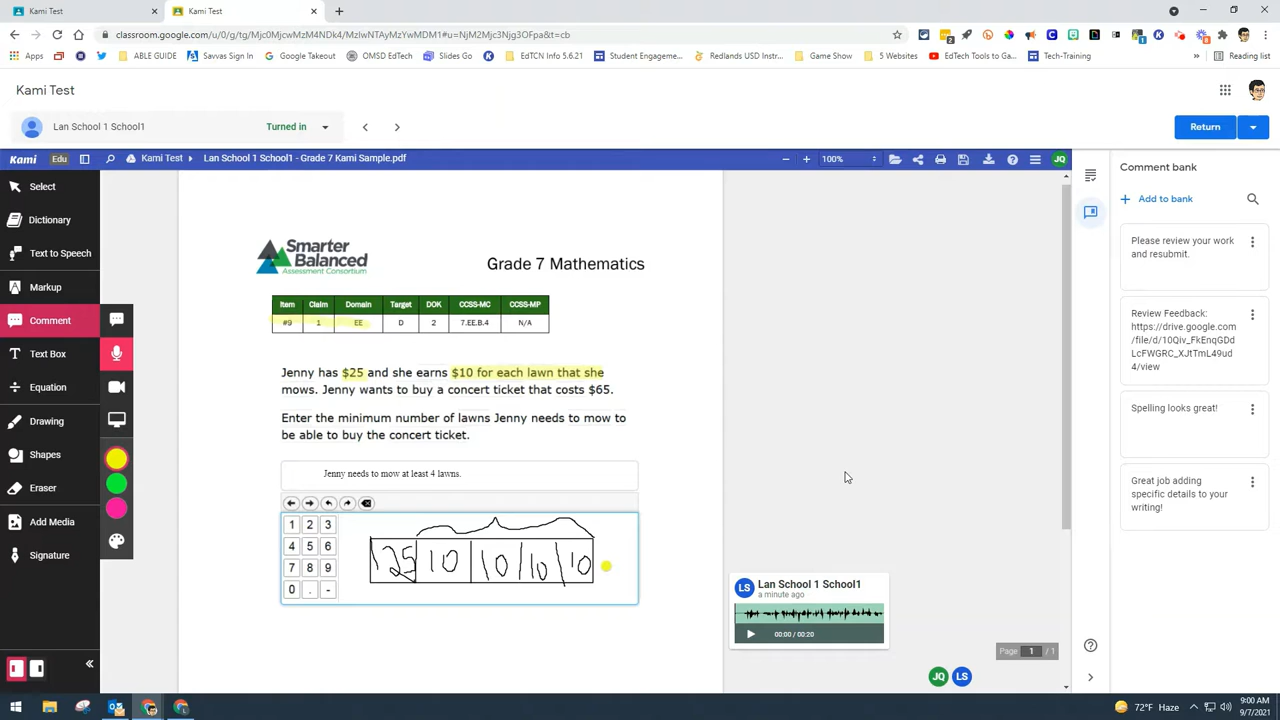 Kami Test
Kami Test
classroom.google.com/u/0/g/tg/Mjc0MjcwMzM4NDk4/MzIwNTAyMzYwMDM1#u=NjM2Mjc3Njg3OFpa&t=cb
Apps
ABLE GUIDE
Savvas Sign In
Google Takeout
OMSD EdTech
Slides Go
EdTCN Info 5.6.21
Student Engageme...
Redlands USD Instr...
Game Show
5 Websites
EdTech Tools to Ga...
Tech-Training
»
Reading list
Kami Test
Lan School 1 School1
Turned in
Return
Kami
Edu
Kami Test
Lan School 1 School1 - Grade 7 Kami Sample.pdf
100%
JQ
Select
Dictionary
Text to Speech
Markup
Comment
Text Box
Equation
Drawing
Shapes
Eraser
Add Media
Signature
Smarter
Balanced
Assessment Consortium
Grade 7 Mathematics
Item Claim Domain Target DOK CCSS-MC CCSS-MP
#9 1 EE D 2 7.EE.B.4 N/A
Jenny has $25 and she earns $10 for each lawn that she
mows. Jenny wants to buy a concert ticket that costs $65.
Enter the minimum number of lawns Jenny needs to mow to
be able to buy the concert ticket.
Jenny needs to mow at least 4 lawns.
1 2 3
4 5 6
7 8 9
0 . -
25 10 10 10 10
LS
Lan School 1 School1
a minute ago
00:00 / 00:20
Page 1 / 1
JQ LS
Comment bank
Add to bank
Please review your work
and resubmit.
Review Feedback:
https://drive.google.com
/file/d/10Qiv_FkEnqGDd
LcFWGRC_XJtTmL49ud
4/view
Spelling looks great!
Great job adding
specific details to your
writing!
72°F Haze
9:00 AM
9/7/2021